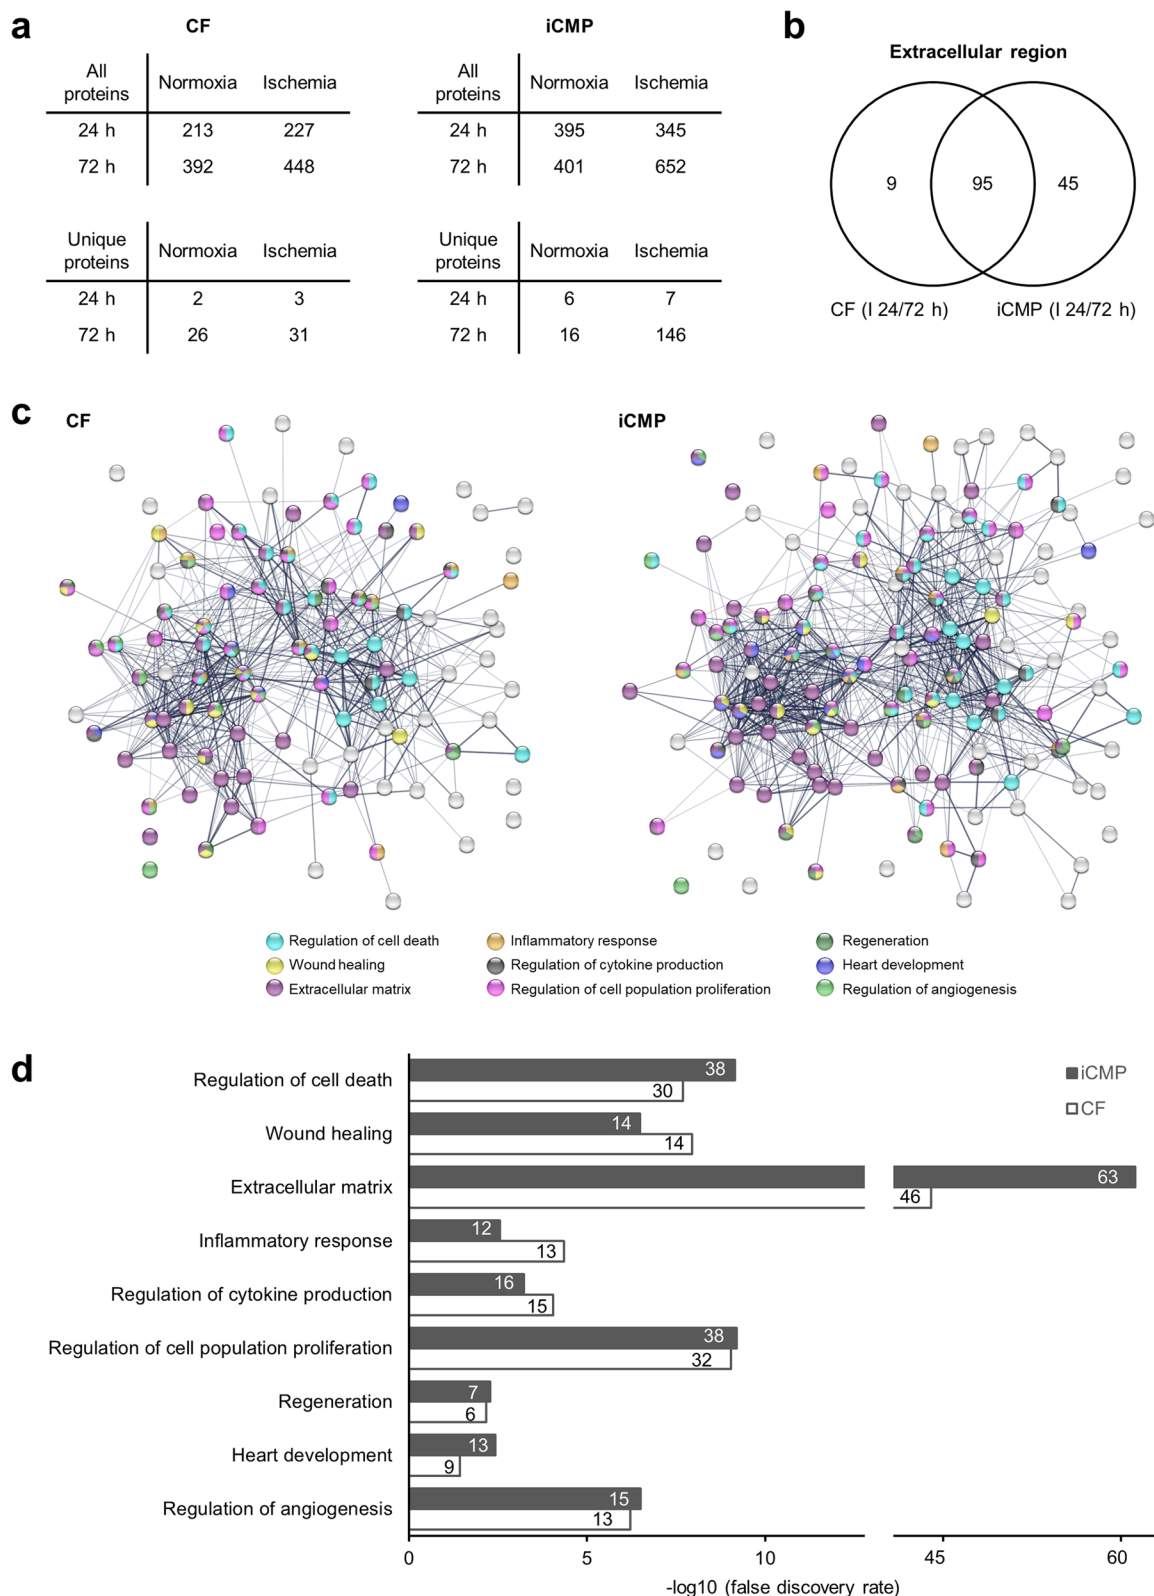 a
CF
iCMP
All
proteins
Normoxia
Ischemia
24 h
213
227
72 h
392
448
All
proteins
Normoxia
Ischemia
24 h
395
345
72 h
401
652
Unique
proteins
Normoxia
Ischemia
24 h
2
3
72 h
26
31
Unique
proteins
Normoxia
Ischemia
24 h
6
7
72 h
16
146
b
Extracellular region
9
95
45
CF (I 24/72 h)
iCMP (I 24/72 h)
c
CF
iCMP
Regulation of cell death
Wound healing
Extracellular matrix
Inflammatory response
Regulation of cytokine production
Regulation of cell population proliferation
Regeneration
Heart development
Regulation of angiogenesis
d
iCMP
CF
Regulation of cell death
38
30
Wound healing
14
14
Extracellular matrix
63
46
Inflammatory response
12
13
Regulation of cytokine production
16
15
Regulation of cell population proliferation
38
32
Regeneration
7
6
Heart development
13
9
Regulation of angiogenesis
15
13
0
5
10
45
60
-log10 (false discovery rate)